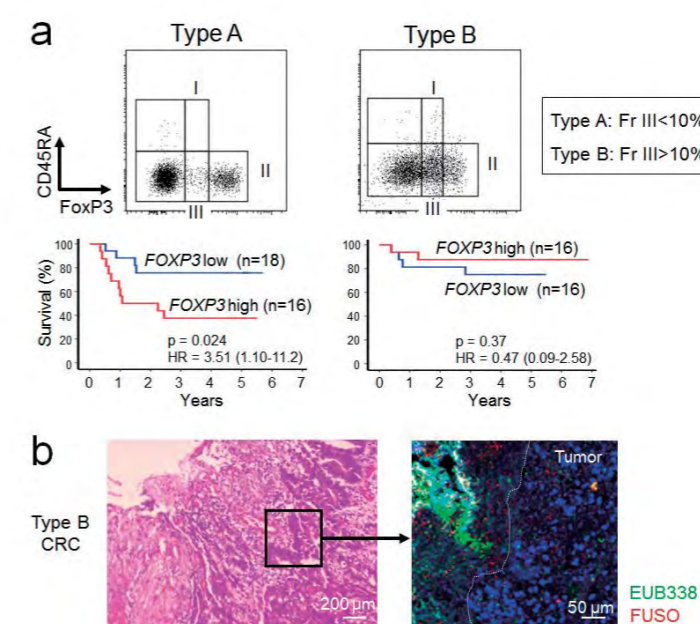 a
Type A
Type B
I
I
CD45RA
II
II
Type A: Fr III<10%
Type B: Fr III>10%
FoxP3
III
III
100
80
60
40
20
0
Survival (%)
FOXP3 low (n=18)
FOXP3 high (n=16)
p = 0.024
HR = 3.51 (1.10-11.2)
0 1 2 3 4 5 6 7
Years
100
80
60
40
20
0
FOXP3 high (n=16)
FOXP3 low (n=16)
p = 0.37
HR = 0.47 (0.09-2.58)
0 1 2 3 4 5 6 7
Years
b
Type B
CRC
200 µm
Tumor
50 µm
EUB338
FUSO